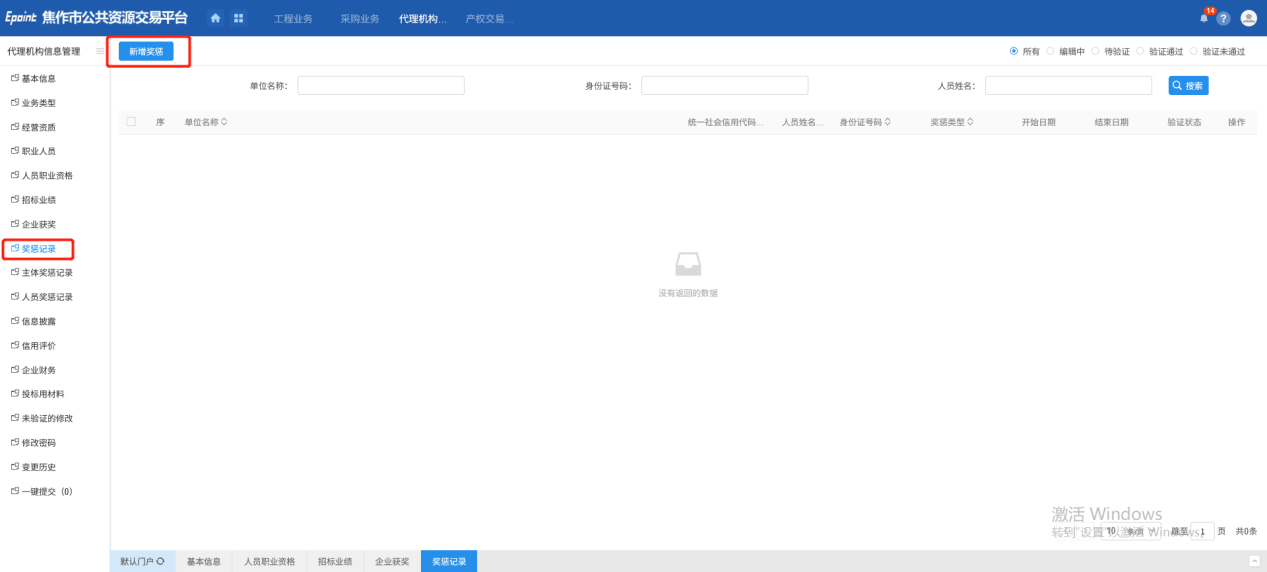 Epoint 焦作市公共资源交易平台 工程业务 采购业务 代理机构... 产权交易... 14 ?
代理机构信息管理 新增奖惩 所有 编辑中 待验证 验证通过 验证未通过
基本信息
业务类型
经营资质
职业人员
人员职业资格
招标业绩
企业获奖
奖惩记录
主体奖惩记录
人员奖惩记录
信息披露
信用评价
企业财务
投标用材料
未验证的修改
修改密码
变更历史
一键提交（0）
单位名称: 身份证号码: 人员姓名: 搜索
序 单位名称 统一社会信用代码... 人员姓名... 身份证号码 奖惩类型 开始日期 结束日期 验证状态 操作
没有返回的数据
激活 Windows
转到"设置"以激活 Windows。
10 条/页 跳至 1 页 共0条
默认门户 基本信息 人员职业资格 招标业绩 企业获奖 奖惩记录